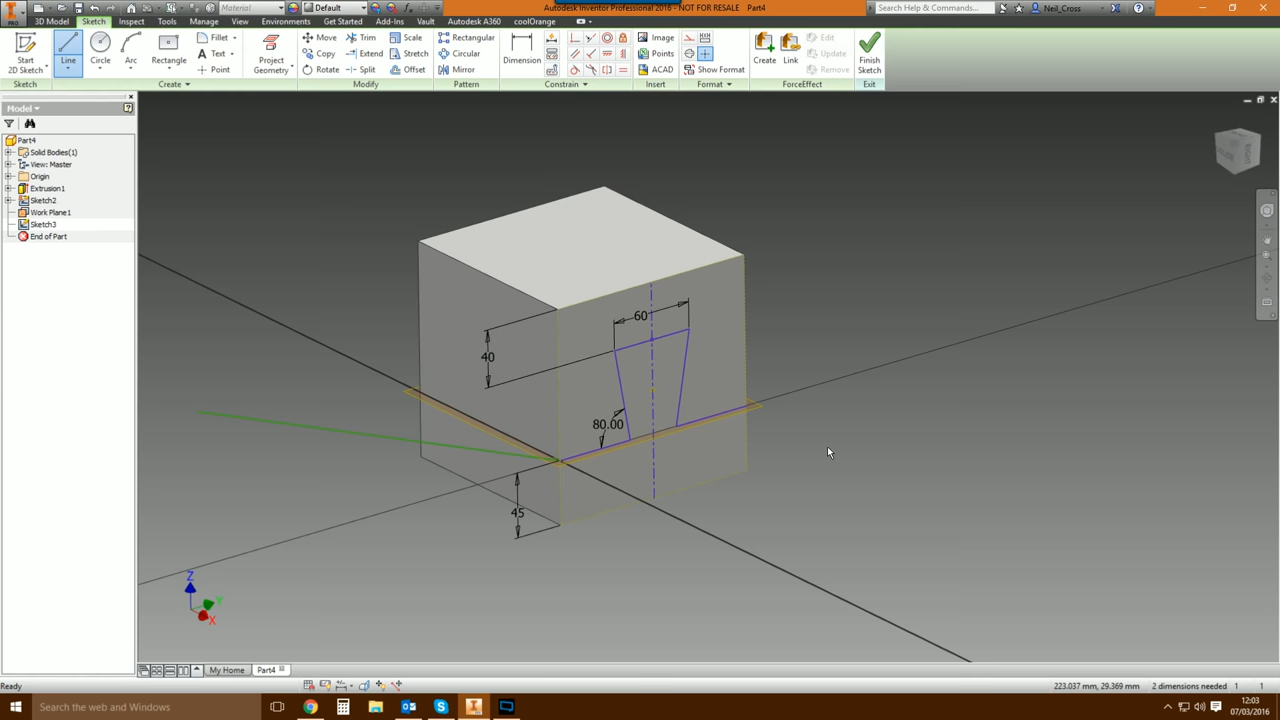 PRO
Material
Default
Autodesk Inventor Professional 2016 - NOT FOR RESALE Part4
Search Help & Commands...
Neil_Cross
3D Model Sketch Inspect Tools Manage View Environments Get Started Add-Ins Vault Autodesk A360 coolOrange
Start
2D Sketch
Line
Circle
Arc
Rectangle
Fillet
Text
Point
Project
Geometry
Move Trim Scale
Copy Extend Stretch
Rotate Split Offset
Rectangular
Circular
Mirror
Dimension
Image
Points
ACAD
Show Format
Create
Link
Edit
Update
Remove
Finish
Sketch
Sketch Create Modify Pattern Constrain Insert Format ForceEffect Exit
Model
Part4
Solid Bodies(1)
View: Master
Origin
Extrusion1
Sketch2
Work Plane1
Sketch3
End of Part
60
40
80.00
45
Z
Y
X
My Home Part4
Ready
223.037 mm, 29.369 mm 2 dimensions needed 1 1
Search the web and Windows
12:03
07/03/2016